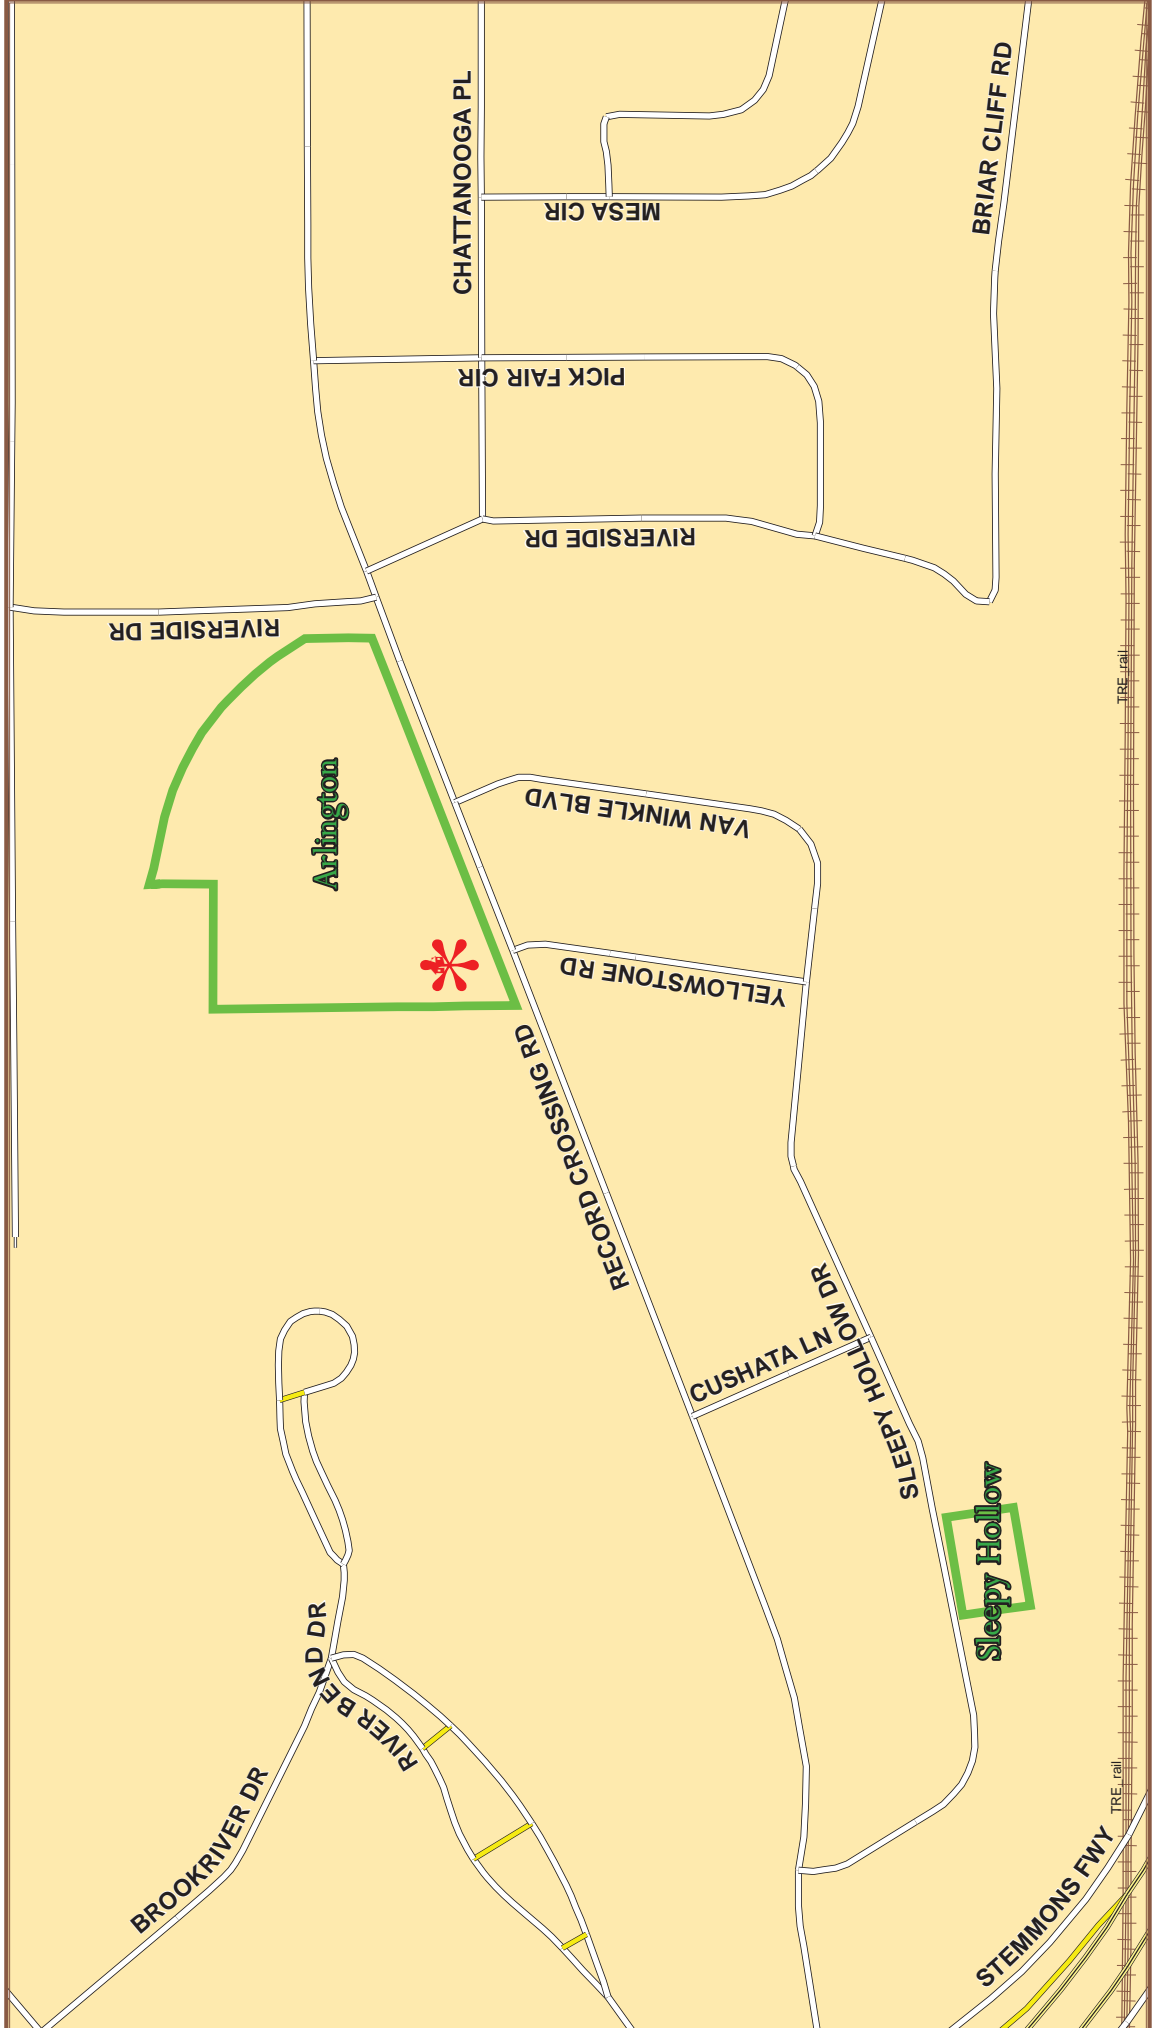 CHATTANOOGA PL
BRIAR CLIFF RD
MESA CIR
PICK FAIR CIR
RIVERSIDE DR
RIVERSIDE DR
TRE rail
Arlington
VAN WINKLE BLVD
YELLOWSTONE RD
RECORD CROSSING RD
CUSHATA LN
SLEEPY HOLLOW DR
Sleepy Hollow
RIVER BEND DR
BROOKRIVER DR
TRE rail
STEMMONS FWY